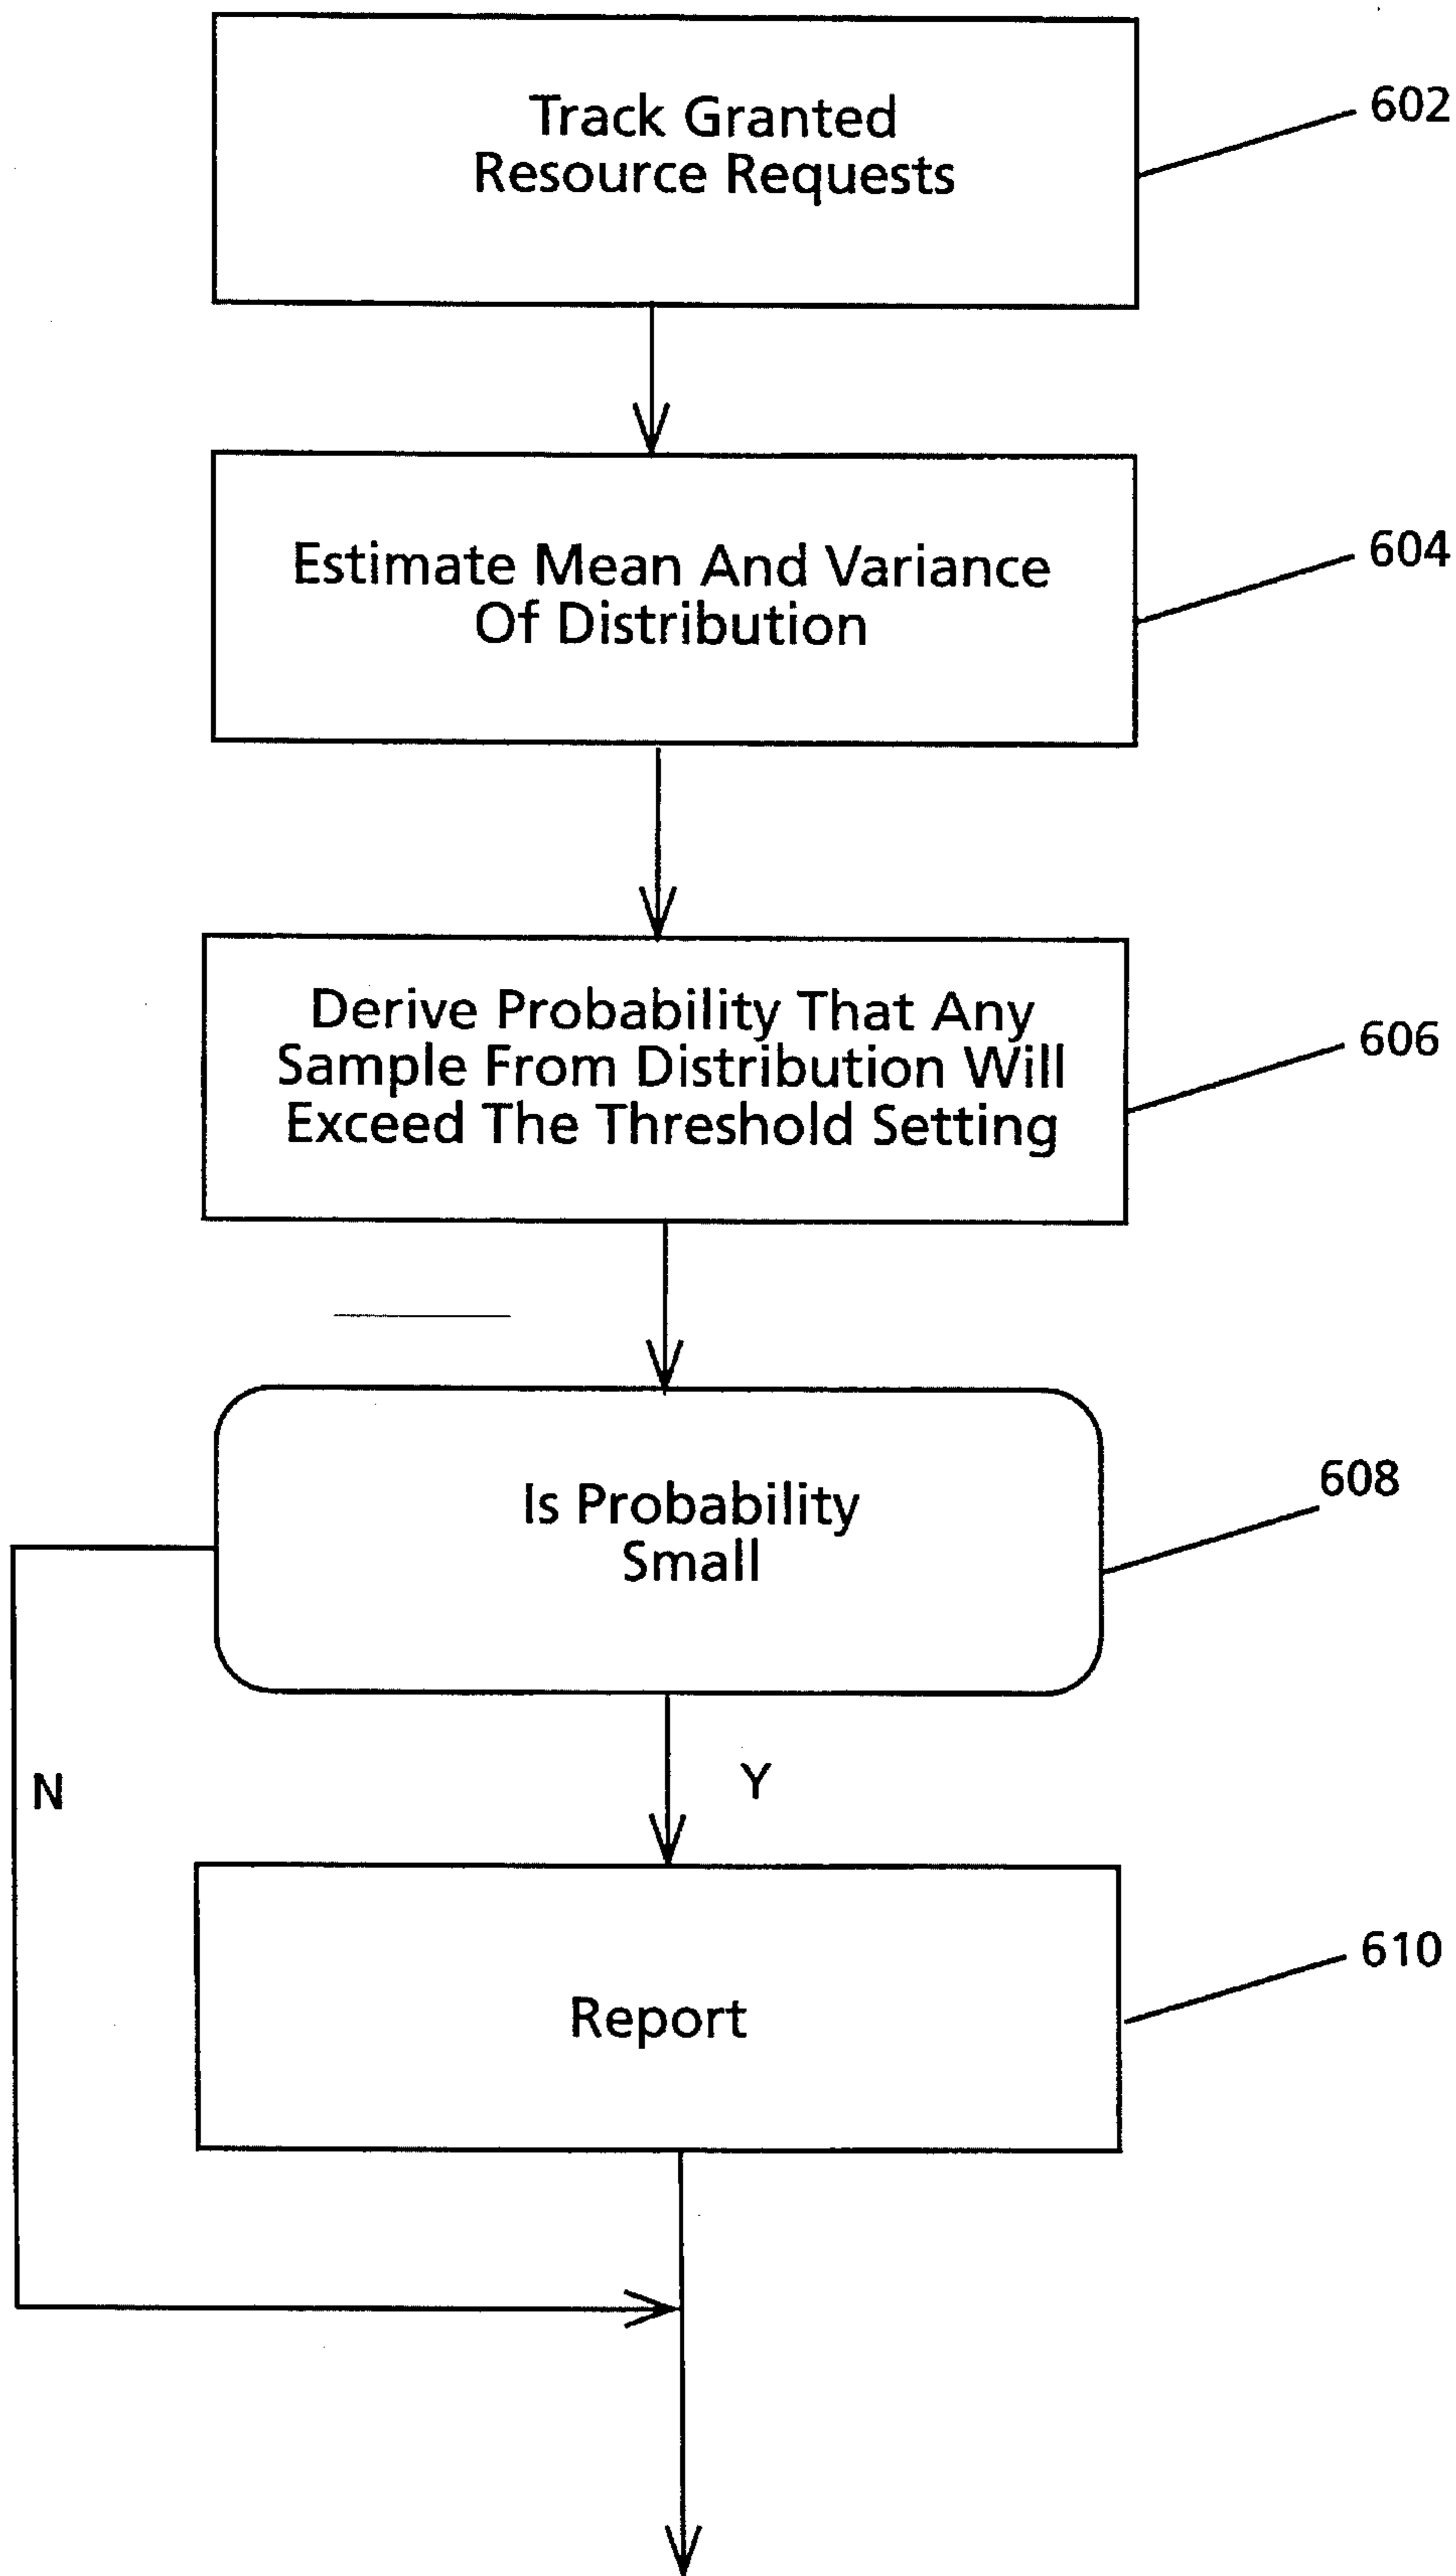 Track Granted
Resource Requests
602
Estimate Mean And Variance
Of Distribution
604
Derive Probability That Any
Sample From Distribution Will
Exceed The Threshold Setting
606
Is Probability
Small
608
N
Y
Report
610